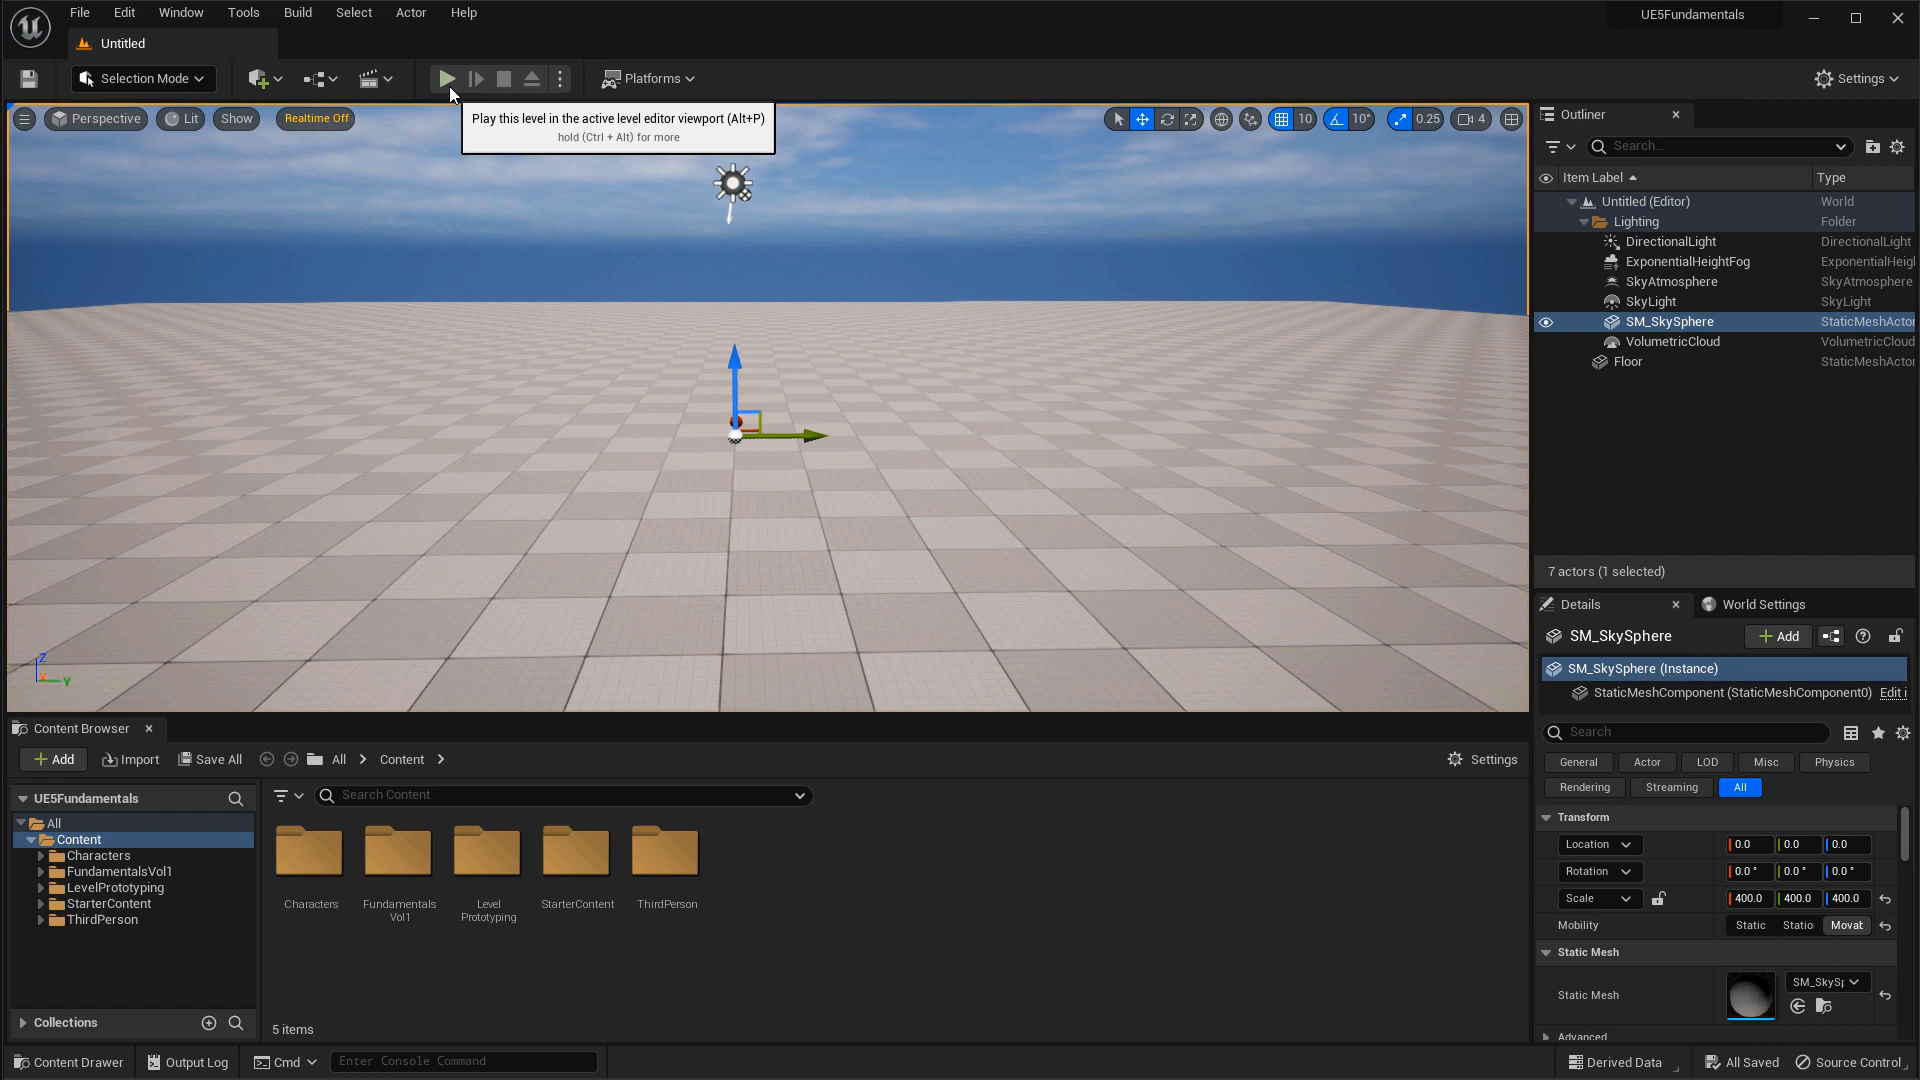 File Edit Window Tools Build Select Actor Help
UE5Fundamentals
Untitled
Selection Mode
Platforms
Settings
Perspective
Lit
Show
Realtime Off
Play this level in the active level editor viewport (Alt+P)
hold (Ctrl + Alt) for more
10
10°
0.25
4
Z
X
Y
Outliner
Search...
Item Label Type
Untitled (Editor) World
Lighting Folder
DirectionalLight DirectionalLight
ExponentialHeightFog ExponentialHeigl
SkyAtmosphere SkyAtmosphere
SkyLight SkyLight
SM_SkySphere StaticMeshActor
VolumetricCloud VolumetricCloud
Floor StaticMeshActor
7 actors (1 selected)
Details
World Settings
SM_SkySphere
Add
SM_SkySphere (Instance)
StaticMeshComponent (StaticMeshComponent0) Edit i
Search
General Actor LOD Misc Physics
Rendering Streaming All
Transform
Location 0.0 0.0 0.0
Rotation 0.0 ° 0.0 ° 0.0 °
Scale 400.0 400.0 400.0
Mobility Static Statio Movat
Static Mesh
Static Mesh SM_SkySp
Advanced
Content Browser
Add Import Save All All Content Settings
UE5Fundamentals
All
Content
Characters
FundamentalsVol1
LevelPrototyping
StarterContent
ThirdPerson
Collections
Search Content
Characters
Fundamentals
Vol1
Level
Prototyping
StarterContent
ThirdPerson
5 items
Content Drawer Output Log Cmd Enter Console Command
Derived Data All Saved Source Control